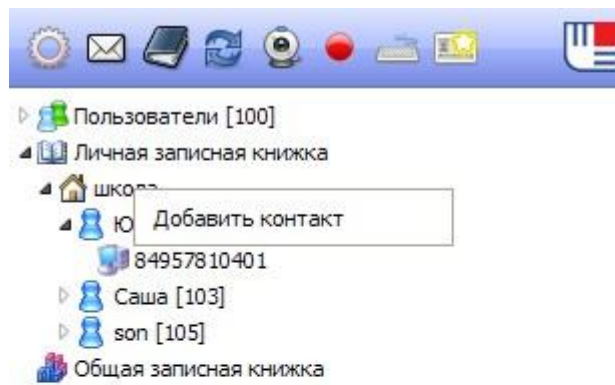 Пользователи [100]
Личная записная книжка
школа
Ю
Добавить контакт
84957810401
Саша [103]
son [105]
Общая записная книжка